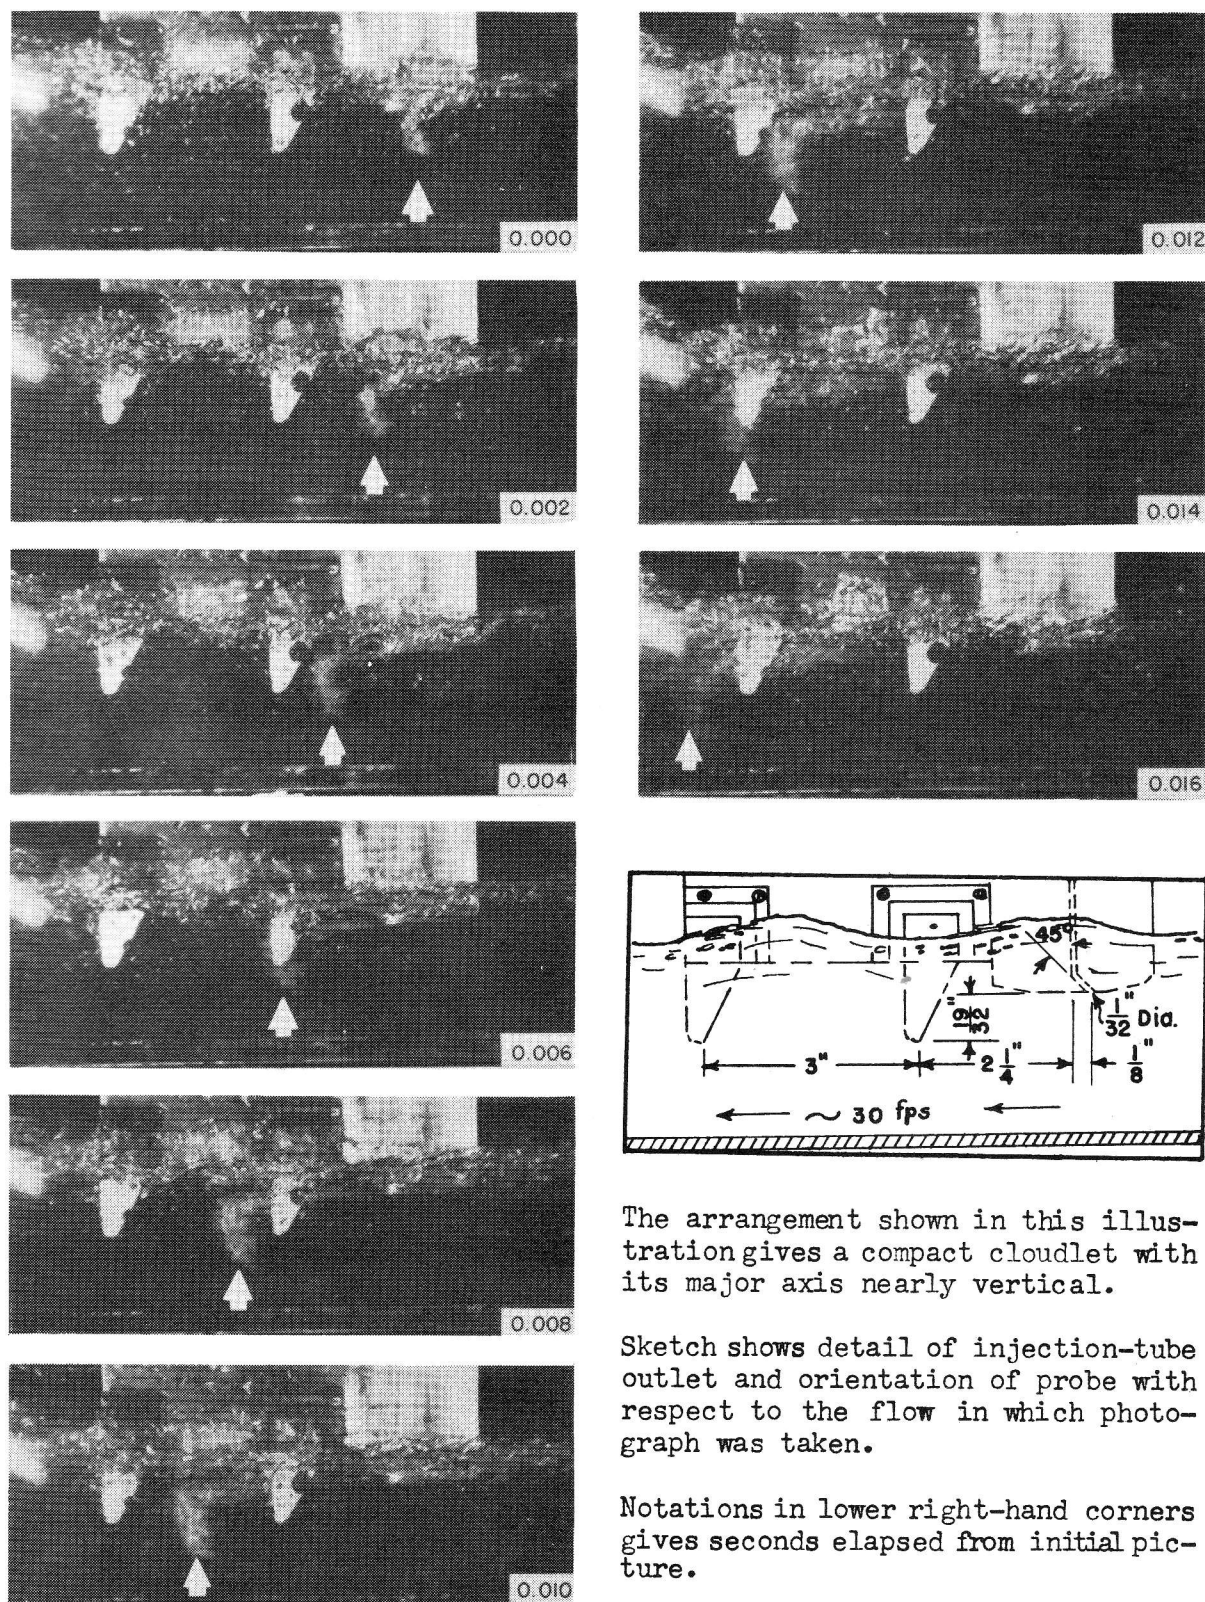 0.000
0.002
0.004
0.006
0.008
0.010
0.012
0.014
0.016
45°
19/32"
1/32" Dia.
3"
2 1/4"
1/8"
~ 30 fps
The arrangement shown in this illus-
tration gives a compact cloudlet with
its major axis nearly vertical.
Sketch shows detail of injection-tube
outlet and orientation of probe with
respect to the flow in which photo-
graph was taken.
Notations in lower right-hand corners
gives seconds elapsed from initial pic-
ture.